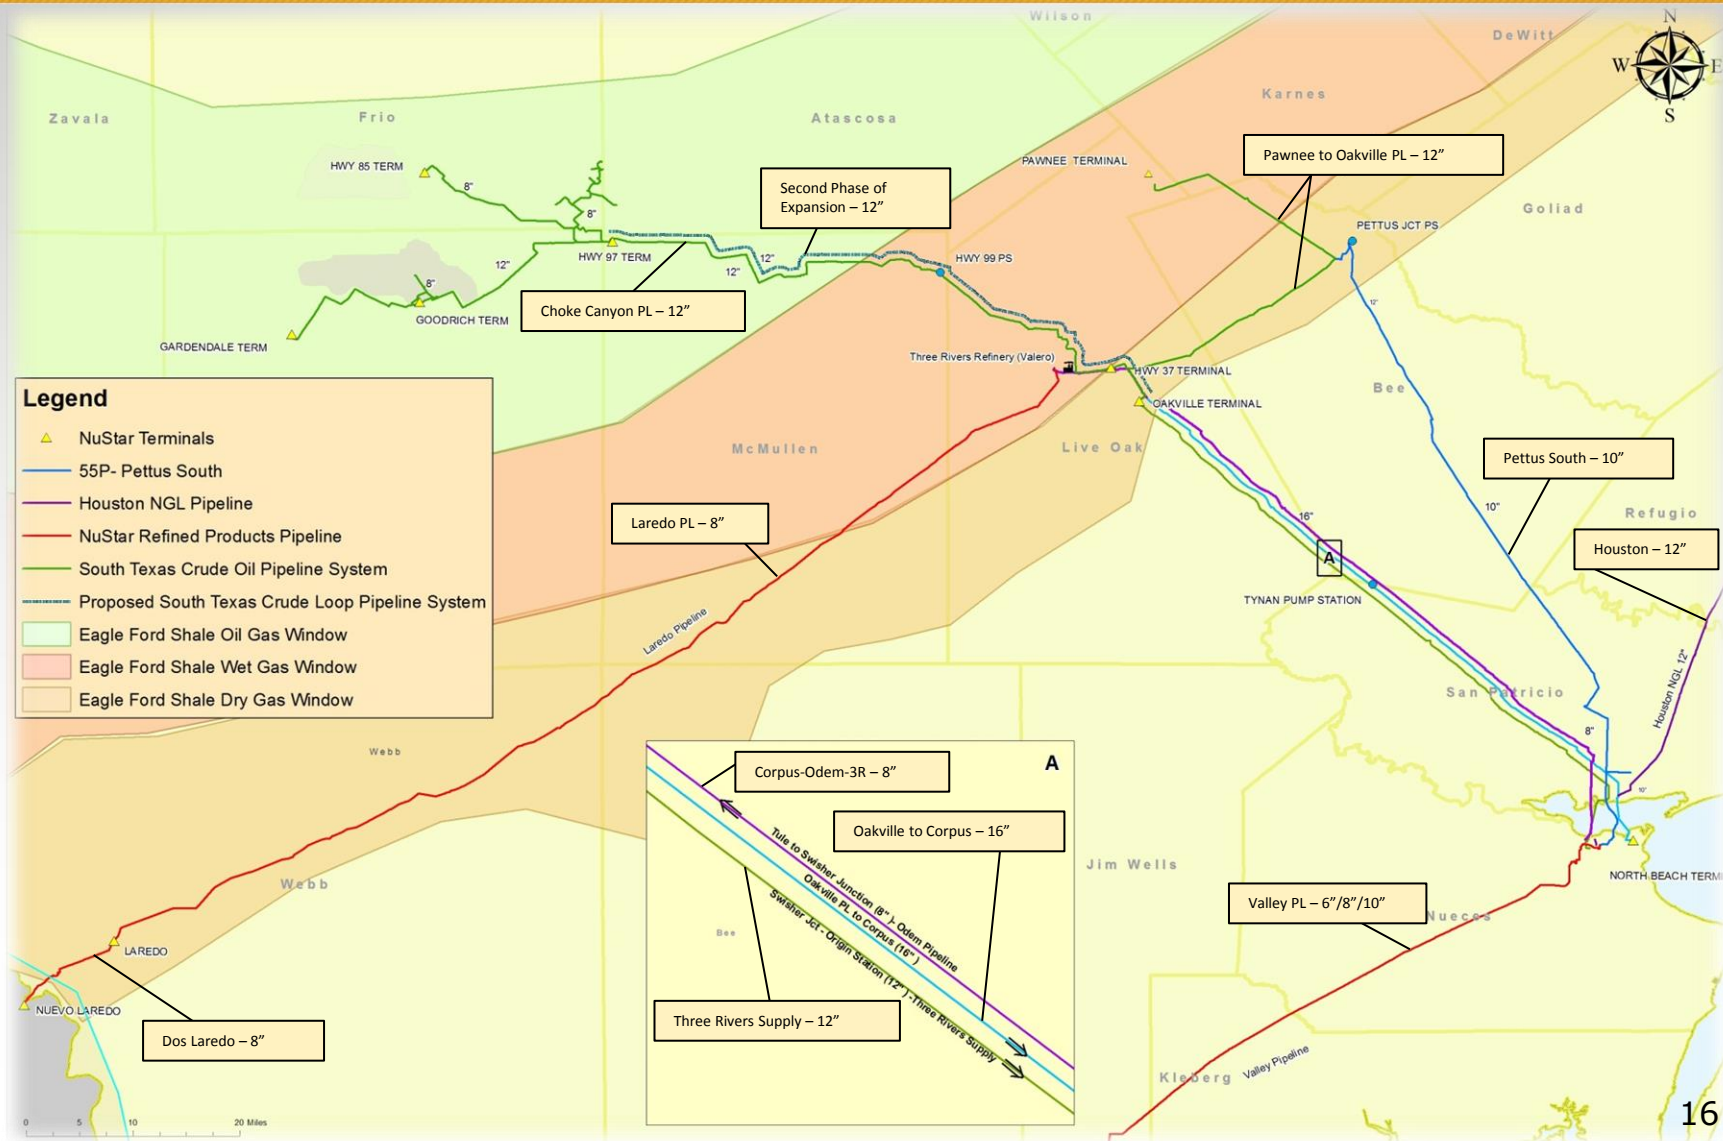 Wilson
N
DeWitt
W
E
S
Karnes
Zavala
Frio
Atascosa
PAWNEE TERMINAL
Pawnee to Oakville PL – 12”
HWY 85 TERM
8"
Second Phase of
Expansion – 12”
Goliad
8"
PETTUS JCT PS
HWY 97 TERM
12"
12"
12"
HWY 99 PS
8"
12'
GOODRICH TERM
Choke Canyon PL – 12”
GARDENDALE TERM
Three Rivers Refinery (Valero)
HWY 37 TERMINAL
Bee
OAKVILLE TERMINAL
Legend
NuStar Terminals
55P- Pettus South
Houston NGL Pipeline
NuStar Refined Products Pipeline
South Texas Crude Oil Pipeline System
Proposed South Texas Crude Loop Pipeline System
Eagle Ford Shale Oil Gas Window
Eagle Ford Shale Wet Gas Window
Eagle Ford Shale Dry Gas Window
McMullen
Live Oak
Pettus South – 10”
10"
Laredo PL – 8”
16"
Refugio
Houston – 12”
A
TYNAN PUMP STATION
Laredo Pipeline
Houston NGL 12"
San Patricio
8"
10'
Webb
A
Corpus-Odem-3R – 8”
Oakville to Corpus – 16”
Tule to Swisher Junction (8" )- Odem Pipeline
Oakville PL to Corpus (16" )
Swisher Jct - Origin Station (12" ) -Three Rivers Supply
Bee
Three Rivers Supply – 12”
Jim Wells
NORTH BEACH TERMI
Webb
Valley PL – 6”/8”/10”
Nueces
LAREDO
NUEVO LAREDO
Dos Laredo – 8”
Kleberg
Valley Pipeline
0 5 10 20 Miles
16